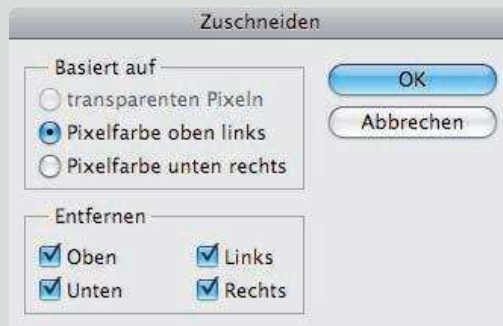 Zuschneiden
Basiert auf
transparenten Pixeln
Pixelfarbe oben links
Pixelfarbe unten rechts
OK
Abbrechen
Entfernen
Oben
Links
Unten
Rechts